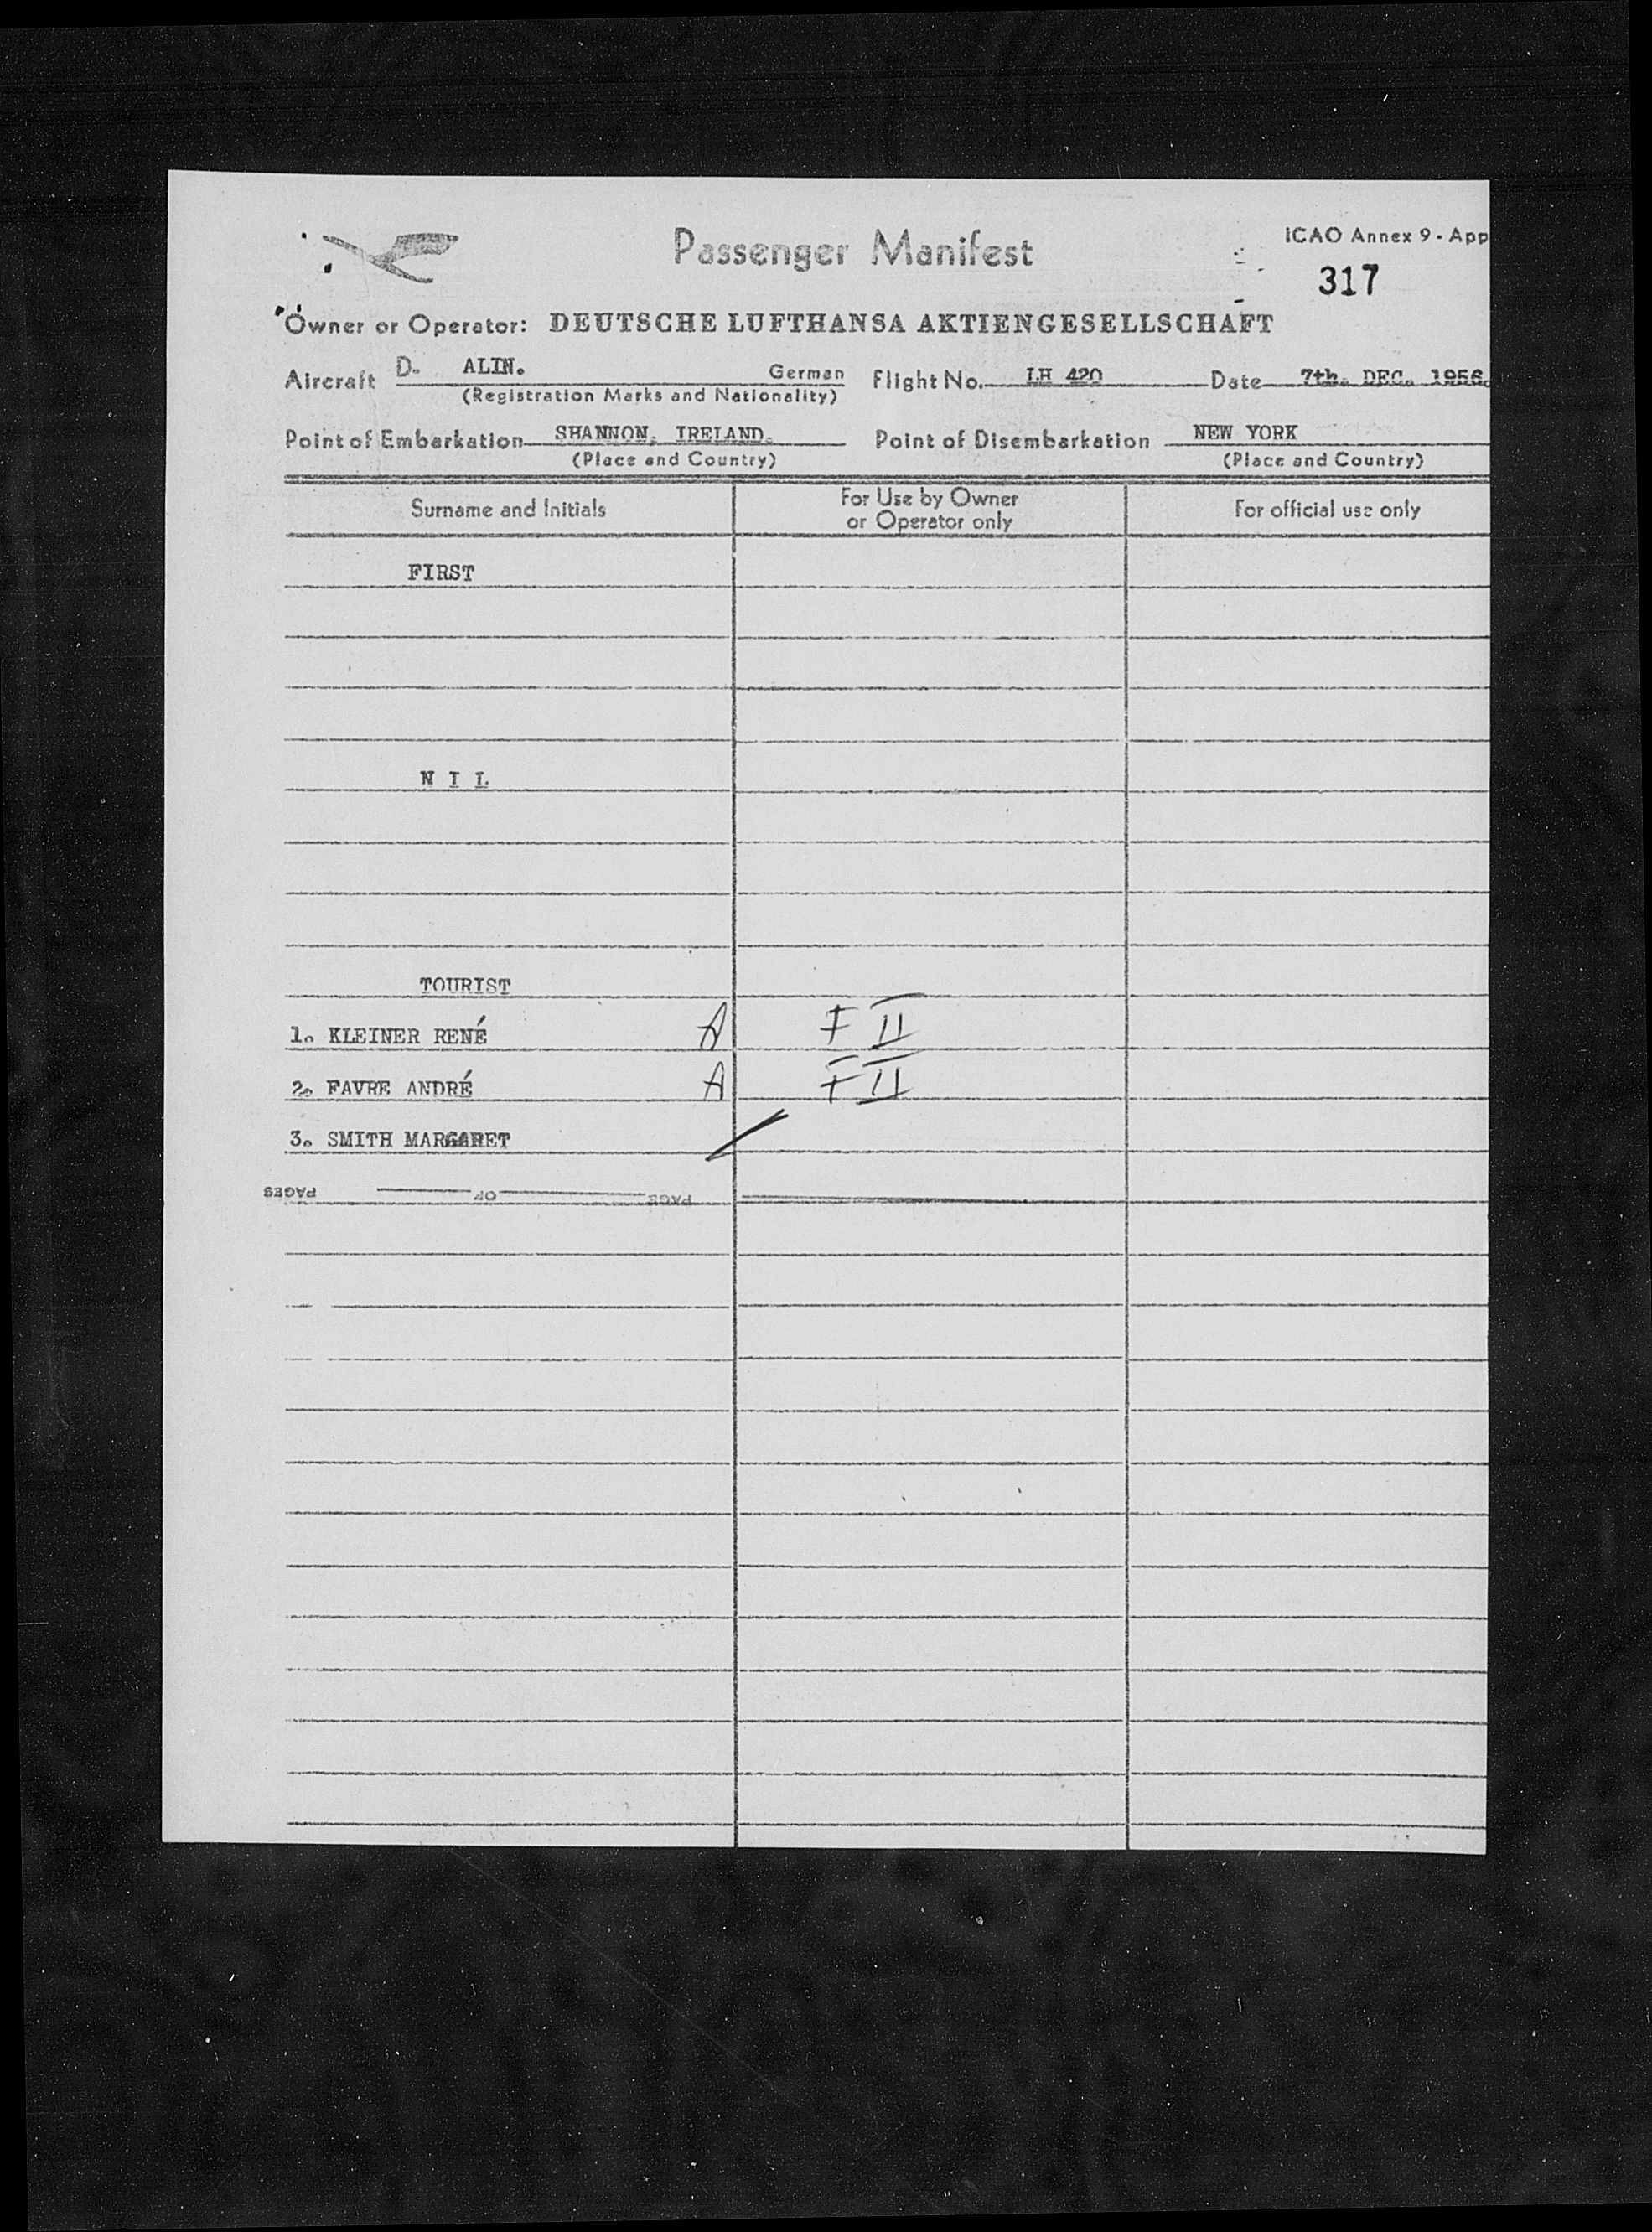 Passenger Manifest
ICAO Annex 9 - App
317
Owner or Operator: DEUTSCHE LUFTHANSA AKTIENGESELLSCHAFT
Aircraft D- ALIN. German Flight No. LH 420 Date 7th. DEC. 1956.
(Registration Marks and Nationality)
Point of Embarkation SHANNON, IRELAND. Point of Disembarkation NEW YORK
(Place and Country) (Place and Country)
Surname and Initials For Use by Owner or Operator only For official use only
FIRST
N I L
TOURIST
1. KLEINER RENÉ A F II
2. FAVRE ANDRÉ A F II
3. SMITH MARGARET
PAGE OF PAGES